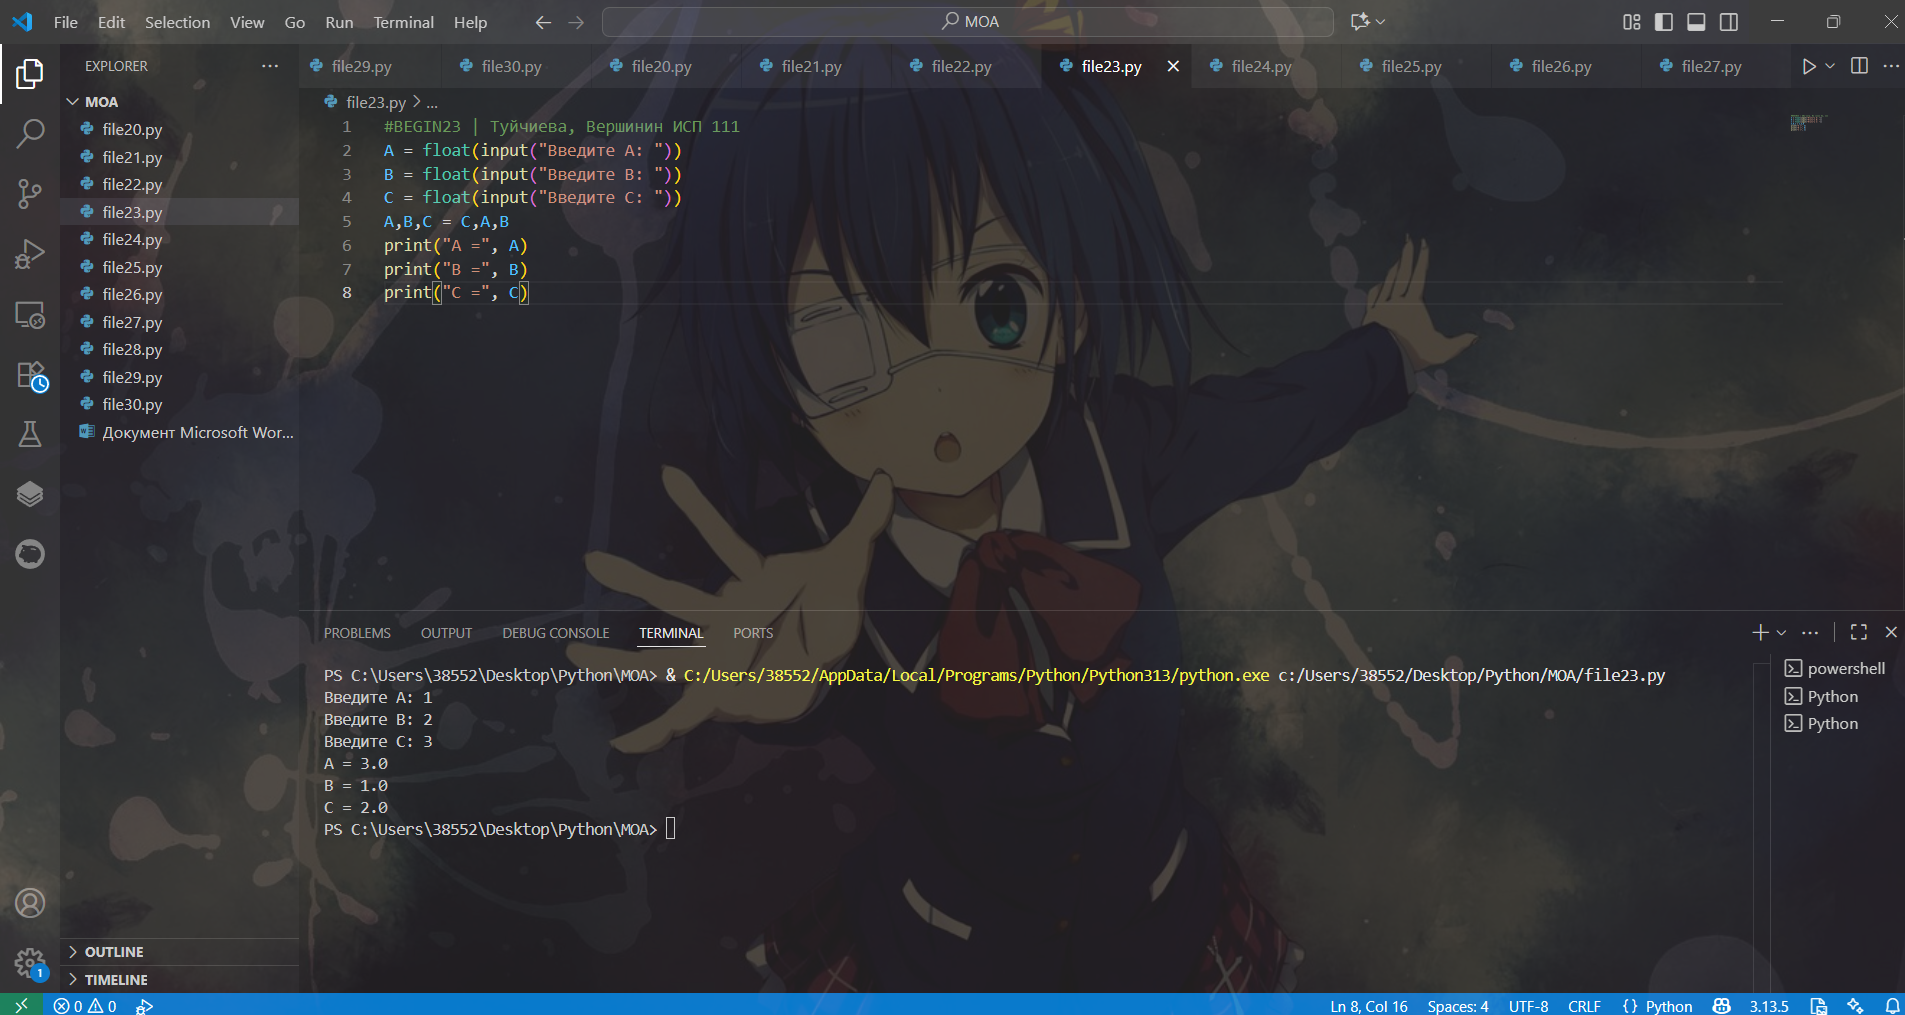 File Edit Selection View Go Run Terminal Help MOA
EXPLORER
MOA
file20.py
file21.py
file22.py
file23.py
file24.py
file25.py
file26.py
file27.py
file28.py
file29.py
file30.py
Документ Microsoft Wor...
OUTLINE
TIMELINE
file29.py file30.py file20.py file21.py file22.py file23.py file24.py file25.py file26.py file27.py
file23.py > ...
1 #BEGIN23 | Туйчиева, Вершинин ИСП 111
2 A = float(input("Введите A: "))
3 B = float(input("Введите B: "))
4 C = float(input("Введите C: "))
5 A,B,C = C,A,B
6 print("A =", A)
7 print("B =", B)
8 print("C =", C)
PROBLEMS OUTPUT DEBUG CONSOLE TERMINAL PORTS
PS C:\Users\38552\Desktop\Python\MOA> & C:/Users/38552/AppData/Local/Programs/Python/Python313/python.exe c:/Users/38552/Desktop/Python/MOA/file23.py
Введите A: 1
Введите B: 2
Введите C: 3
A = 3.0
B = 1.0
C = 2.0
PS C:\Users\38552\Desktop\Python\MOA>
powershell
Python
Python
1
0 0 Ln 8, Col 16 Spaces: 4 UTF-8 CRLF {} Python 3.13.5